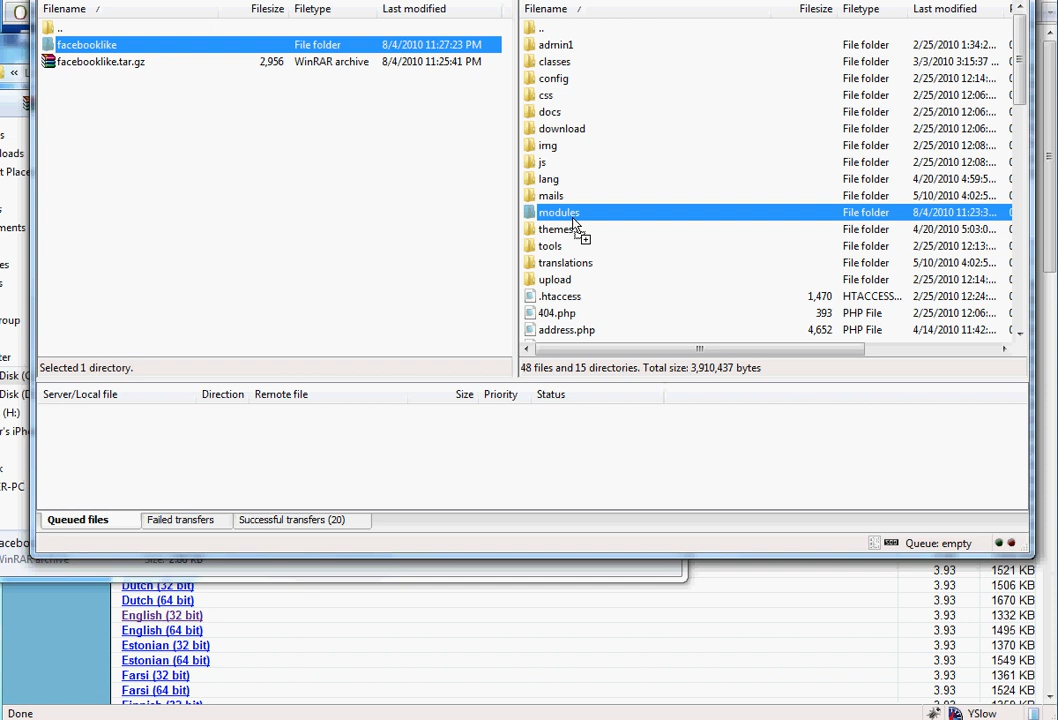 Filename / Filesize Filetype Last modified
..
facebooklike File folder 8/4/2010 11:27:23 PM
facebooklike.tar.gz 2,956 WinRAR archive 8/4/2010 11:25:41 PM
Selected 1 directory.
Filename / Filesize Filetype Last modified
..
admin1 File folder 2/25/2010 1:34:2...
classes File folder 3/3/2010 3:15:37
config File folder 2/25/2010 12:14:...
css File folder 2/25/2010 12:06:...
docs File folder 2/25/2010 12:06:...
download File folder 2/25/2010 12:06:...
img File folder 2/25/2010 12:08:...
js File folder 2/25/2010 12:08:...
lang File folder 4/20/2010 4:59:5...
mails File folder 5/10/2010 4:02:5...
modules File folder 8/4/2010 11:23:3...
themes File folder 4/20/2010 5:03:0...
tools File folder 2/25/2010 12:13:...
translations File folder 5/10/2010 4:02:5...
upload File folder 2/25/2010 12:14:...
.htaccess 1,470 HTACCESS... 2/25/2010 12:24:...
404.php 393 PHP File 2/25/2010 12:06:...
address.php 4,652 PHP File 4/14/2010 11:42:...
48 files and 15 directories. Total size: 3,910,437 bytes
Server/Local file Direction Remote file Size Priority Status
Queued files Failed transfers Successful transfers (20)
Queue: empty
3.93 1521 KB
Dutch (32 bit) 3.93 1506 KB
Dutch (64 bit) 3.93 1670 KB
English (32 bit) 3.93 1332 KB
English (64 bit) 3.93 1495 KB
Estonian (32 bit) 3.93 1370 KB
Estonian (64 bit) 3.93 1549 KB
Farsi (32 bit) 3.93 1361 KB
Farsi (64 bit) 3.93 1524 KB
Done YSlow